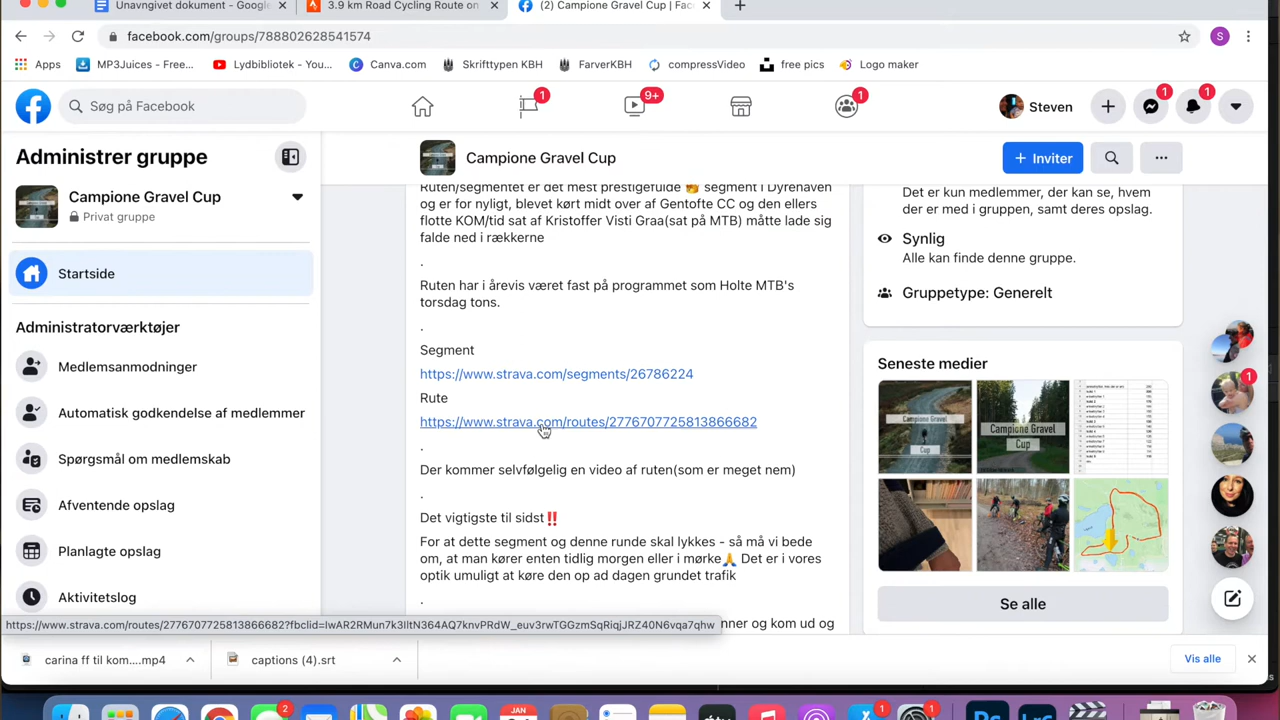 Unavngivet dokument - Google
3.9 km Road Cycling Route on
(2) Campione Gravel Cup | Fac
facebook.com/groups/788802628541574
S
Apps
MP3Juices - Free...
Lydbibliotek - You...
Canva.com
Skrifttypen KBH
FarverKBH
compressVideo
free pics
Logo maker
Søg på Facebook
1
9+
1
Steven
1
1
Administrer gruppe
Campione Gravel Cup
Privat gruppe
Startside
Administratorværktøjer
Medlemsanmodninger
Automatisk godkendelse af medlemmer
Spørgsmål om medlemskab
Afventende opslag
Planlagte opslag
Aktivitetslog
Campione Gravel Cup
Inviter
Ruten/segmentet er det mest prestigefulde 👏 segment i Dyrehaven
og er for nyligt, blevet kørt midt over af Gentofte CC og den ellers
flotte KOM/tid sat af Kristoffer Visti Graa(sat på MTB) måtte lade sig
falde ned i rækkerne
.
Ruten har i årevis været fast på programmet som Holte MTB's
torsdag tons.
.
Segment
https://www.strava.com/segments/26786224
Rute
https://www.strava.com/routes/2776707725813866682
.
Der kommer selvfølgelig en video af ruten(som er meget nem)
.
Det vigtigste til sidst‼️
For at dette segment og denne runde skal lykkes - så må vi bede
om, at man kører enten tidlig morgen eller i mørke🙏 Det er i vores
optik umuligt at køre den op ad dagen grundet trafik
.
nner og kom ud og
Det er kun medlemmer, der kan se, hvem
der er med i gruppen, samt deres opslag.
Synlig
Alle kan finde denne gruppe.
Gruppetype: Generelt
Seneste medier
Campione Gravel
Cup
Campione Gravel
Cup
Se alle
1
https://www.strava.com/routes/2776707725813866682?fbclid=IwAR2RMun7k3IltN364AQ7knvPRdW_euv3rwTGGzmSqRiqjJRZ40N6vqa7qhw
carina ff til kom....mp4
captions (4).srt
Vis alle
2
JAN
1
1